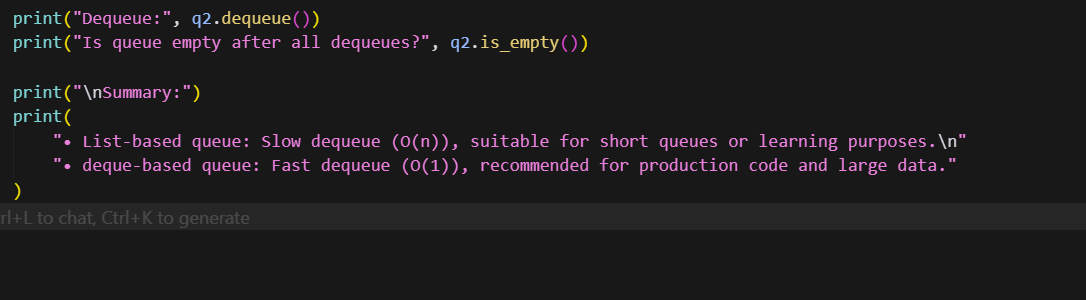 print("Dequeue:", q2.dequeue())
print("Is queue empty after all dequeues?", q2.is_empty())

print("\nSummary:")
print(
    "• List-based queue: Slow dequeue (O(n)), suitable for short queues or learning purposes.\n"
    "• deque-based queue: Fast dequeue (O(1)), recommended for production code and large data."
)
rl+L to chat, Ctrl+K to generate